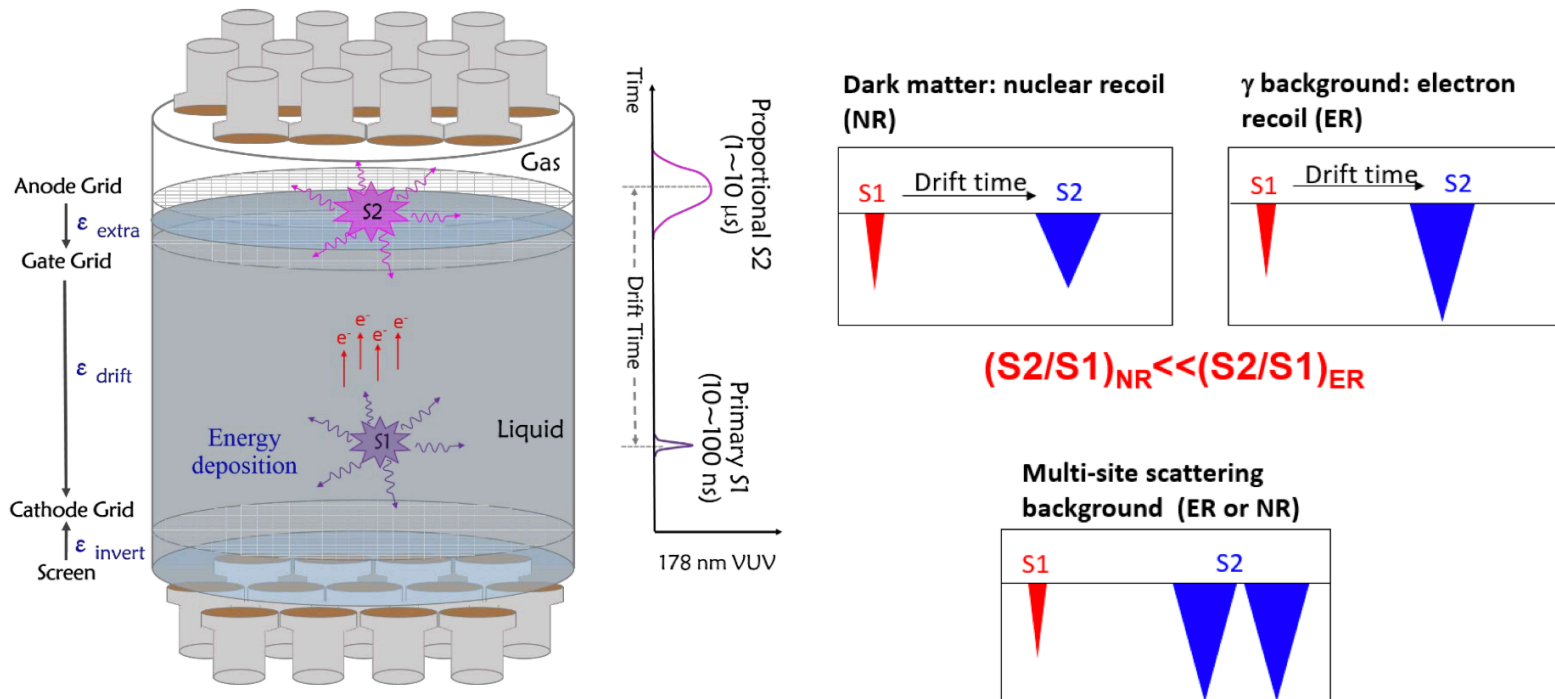 Anode Grid
ε extra
Gate Grid
ε drift
Cathode Grid
ε invert
Screen
Gas
S2
e⁻ e⁻ e⁻ e⁻
S1
Energy
deposition
Liquid
Time
Proportional S2
(1~10 μs)
Drift Time
Primary S1
(10~100 ns)
178 nm VUV
Dark matter: nuclear recoil
(NR)
S1 Drift time S2
γ background: electron
recoil (ER)
S1 Drift time S2
(S2/S1)NR<<(S2/S1)ER
Multi-site scattering
background (ER or NR)
S1 S2